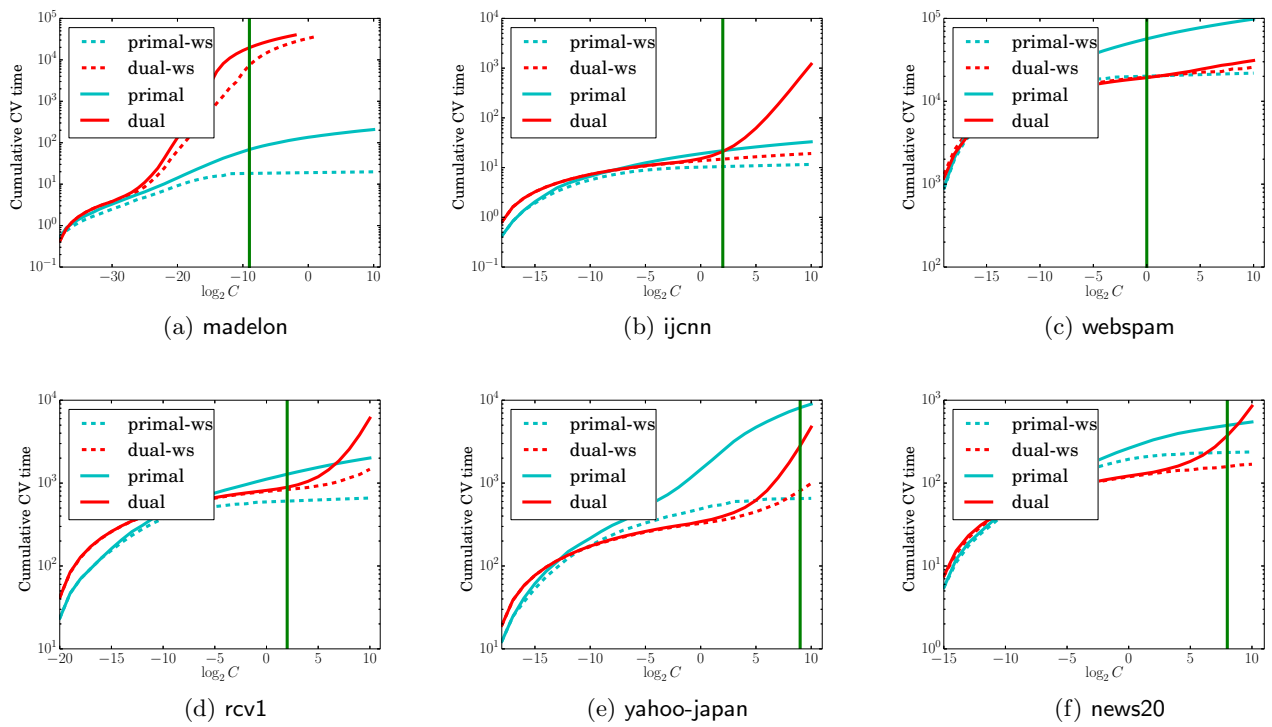 10^5
10^4
10^3
10^2
10^1
10^0
10^{-1}
Cumulative CV time
primal-ws
dual-ws
primal
dual
−30 −20 −10 0 10
log₂ C
(a) madelon
10^4
10^3
10^2
10^1
10^0
10^{-1}
Cumulative CV time
primal-ws
dual-ws
primal
dual
−15 −10 −5 0 5 10
log₂ C
(b) ijcnn
10^5
10^4
10^3
10^2
Cumulative CV time
primal-ws
dual-ws
primal
dual
−15 −10 −5 0 5 10
log₂ C
(c) webspam
10^4
10^3
10^2
10^1
Cumulative CV time
primal-ws
dual-ws
primal
dual
−20 −15 −10 −5 0 5 10
log₂ C
(d) rcv1
10^4
10^3
10^2
10^1
Cumulative CV time
primal-ws
dual-ws
primal
dual
−15 −10 −5 0 5 10
log₂ C
(e) yahoo-japan
10^3
10^2
10^1
10^0
Cumulative CV time
primal-ws
dual-ws
primal
dual
−15 −10 −5 0 5 10
log₂ C
(f) news20